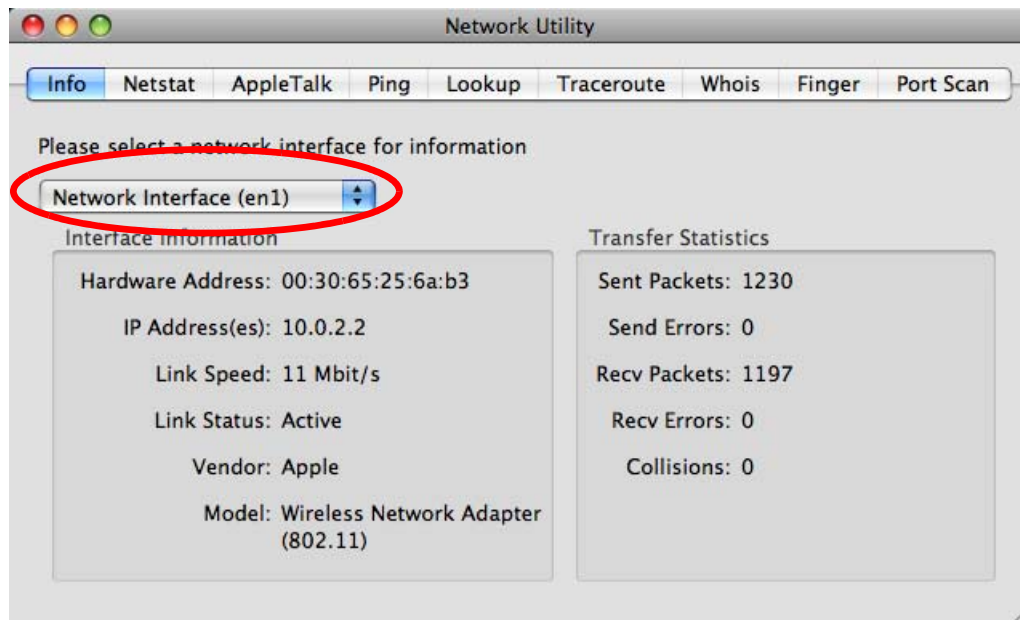 Network Utility
Info Netstat AppleTalk Ping Lookup Traceroute Whois Finger Port Scan
Please select a network interface for information
Network Interface (en1)
Interface Information
Hardware Address: 00:30:65:25:6a:b3
IP Address(es): 10.0.2.2
Link Speed: 11 Mbit/s
Link Status: Active
Vendor: Apple
Model: Wireless Network Adapter
(802.11)
Transfer Statistics
Sent Packets: 1230
Send Errors: 0
Recv Packets: 1197
Recv Errors: 0
Collisions: 0